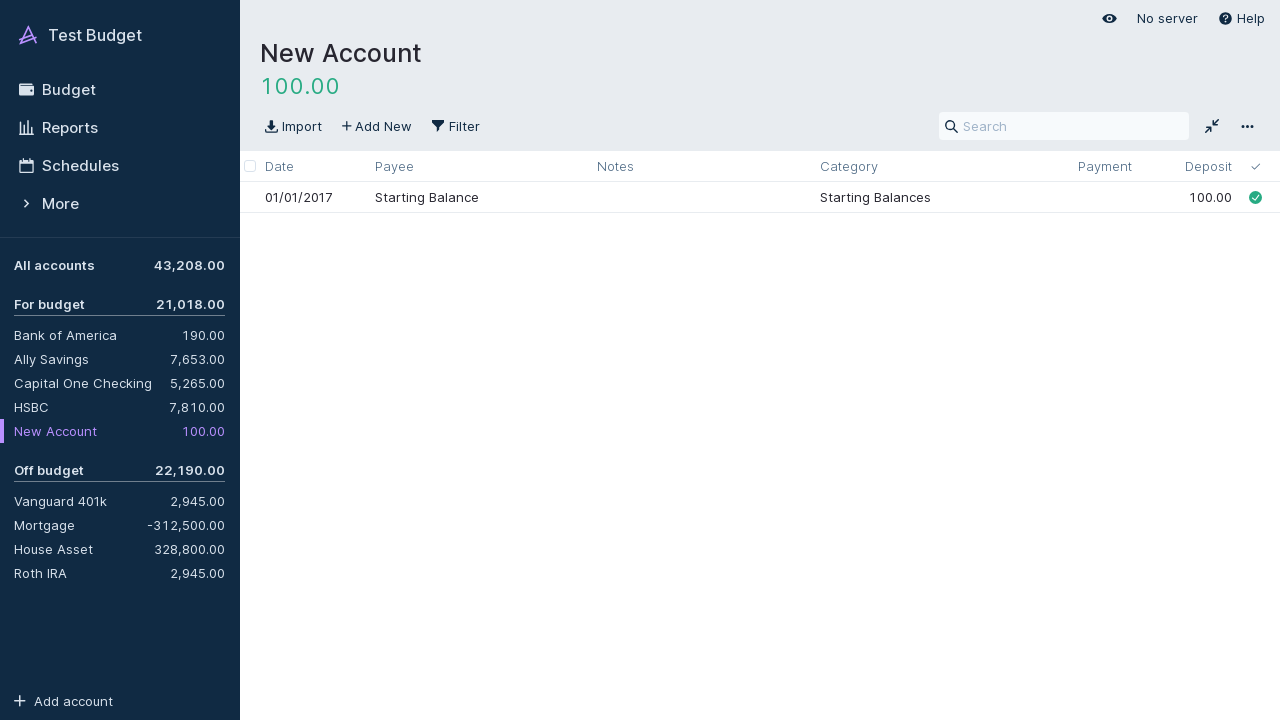 Test Budget
Budget
Reports
Schedules
More
All accounts 43,208.00
For budget 21,018.00
Bank of America 190.00
Ally Savings 7,653.00
Capital One Checking 5,265.00
HSBC 7,810.00
New Account 100.00
Off budget 22,190.00
Vanguard 401k 2,945.00
Mortgage -312,500.00
House Asset 328,800.00
Roth IRA 2,945.00
Add account
No server Help
New Account
100.00
Import Add New Filter Search
Date Payee Notes Category Payment Deposit
01/01/2017 Starting Balance Starting Balances 100.00